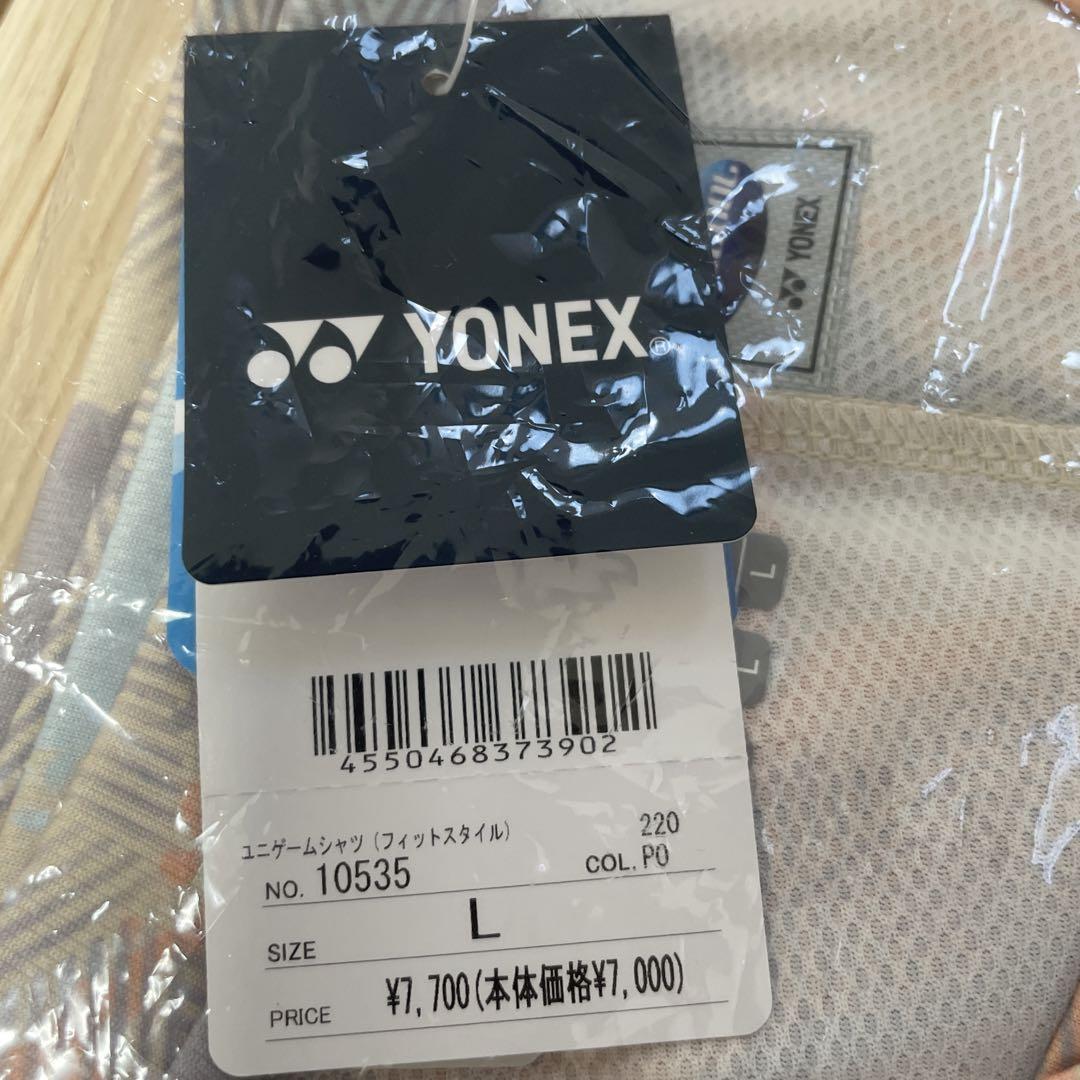 YONEX®
YONEX
L
L
4550468373902
ユニゲームシャツ(フィットスタイル)
220
NO. 10535
COL. PO
SIZE
L
PRICE
¥7,700(本体価格¥7,000)